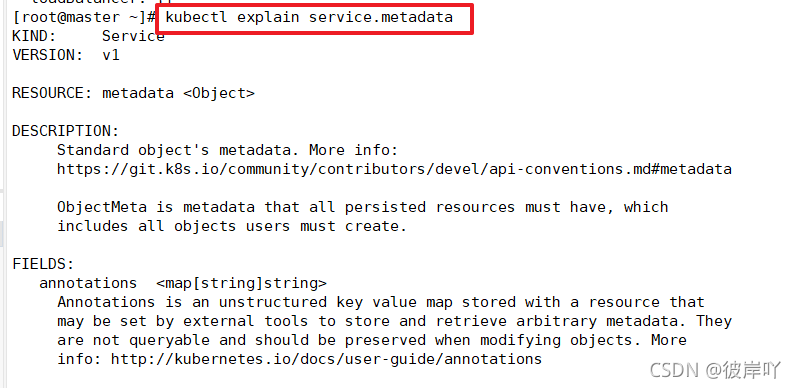 [root@master ~]# kubectl explain service.metadata
KIND:     Service
VERSION:  v1
RESOURCE: metadata <Object>
DESCRIPTION:
Standard object's metadata. More info:
https://git.k8s.io/community/contributors/devel/api-conventions.md#metadata
ObjectMeta is metadata that all persisted resources must have, which
includes all objects users must create.
FIELDS:
annotations  <map[string]string>
Annotations is an unstructured key value map stored with a resource that
may be set by external tools to store and retrieve arbitrary metadata. They
are not queryable and should be preserved when modifying objects. More
info: http://kubernetes.io/docs/user-guide/annotations
CSDN @彼岸吖